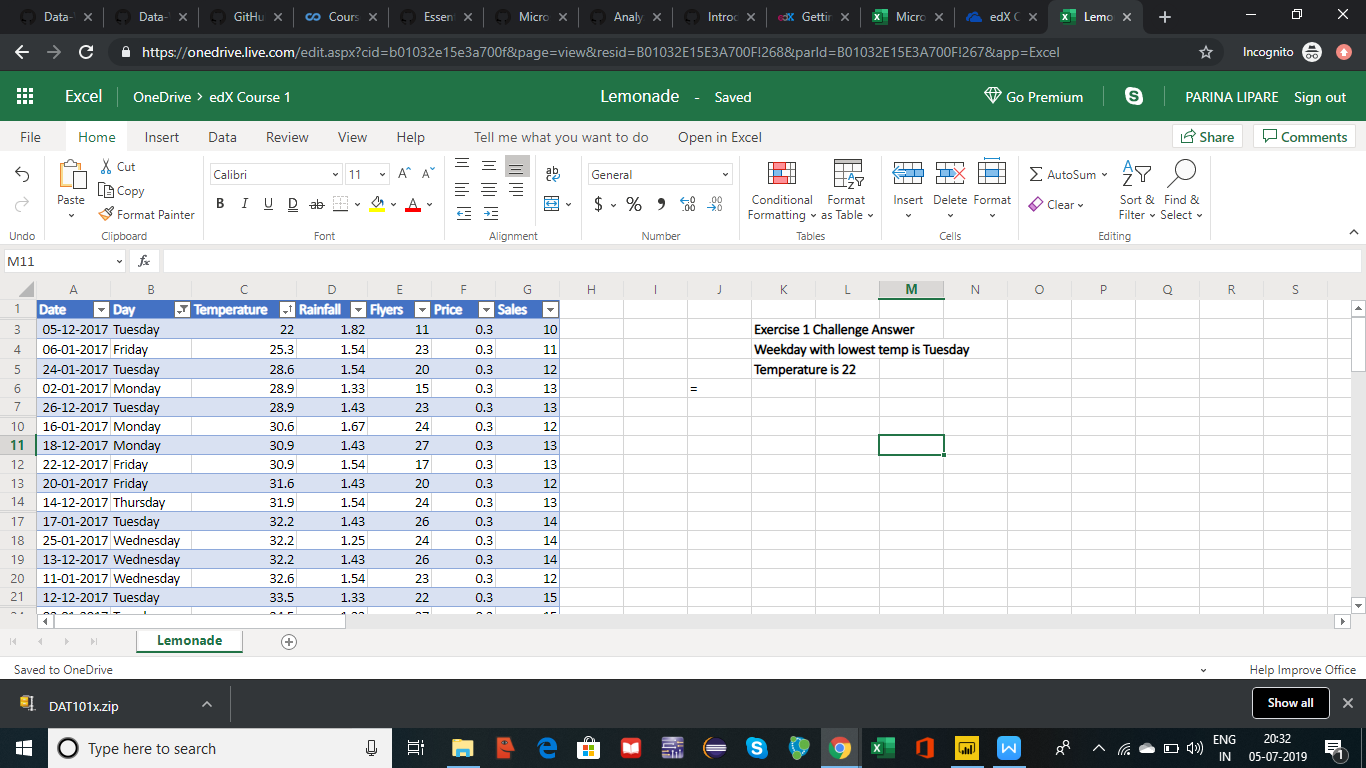 Data- Data- GitHu Cours Essen Micro Analy Introc edX Gettir Micro edX C Lemo
https://onedrive.live.com/edit.aspx?cid=b01032e15e3a700f&page=view&resid=B01032E15E3A700F!268&parId=B01032E15E3A700F!267&app=Excel Incognito
Excel OneDrive > edX Course 1 Lemonade - Saved Go Premium PARINA LIPARE Sign out
File Home Insert Data Review View Help Tell me what you want to do Open in Excel Share Comments
Cut
Copy
Format Painter
Paste
Undo Clipboard
Calibri 11
B I U D ab A
Font
Alignment
General
$ % 9 .00
Number
Conditional Formatting
Format as Table
Tables
Insert Delete Format
Cells
AutoSum
Clear
Sort & Filter
Find & Select
Editing
M11 fx
A B C D E F G H I J K L M N O P Q R S
1 Date Day Temperature Rainfall Flyers Price Sales
3 05-12-2017 Tuesday 22 1.82 11 0.3 10 Exercise 1 Challenge Answer
4 06-01-2017 Friday 25.3 1.54 23 0.3 11 Weekday with lowest temp is Tuesday
5 24-01-2017 Tuesday 28.6 1.54 20 0.3 12 Temperature is 22
6 02-01-2017 Monday 28.9 1.33 15 0.3 13 =
7 26-12-2017 Tuesday 28.9 1.43 23 0.3 13
10 16-01-2017 Monday 30.6 1.67 24 0.3 12
11 18-12-2017 Monday 30.9 1.43 27 0.3 13
12 22-12-2017 Friday 30.9 1.54 17 0.3 13
13 20-01-2017 Friday 31.6 1.43 20 0.3 12
14 14-12-2017 Thursday 31.9 1.54 24 0.3 13
17 17-01-2017 Tuesday 32.2 1.43 26 0.3 14
18 25-01-2017 Wednesday 32.2 1.25 24 0.3 14
19 13-12-2017 Wednesday 32.2 1.43 26 0.3 14
20 11-01-2017 Wednesday 32.6 1.54 23 0.3 12
21 12-12-2017 Tuesday 33.5 1.33 22 0.3 15
Lemonade
Saved to OneDrive Help Improve Office
DAT101x.zip Show all
Type here to search
ENG 20:32
IN 05-07-2019 1